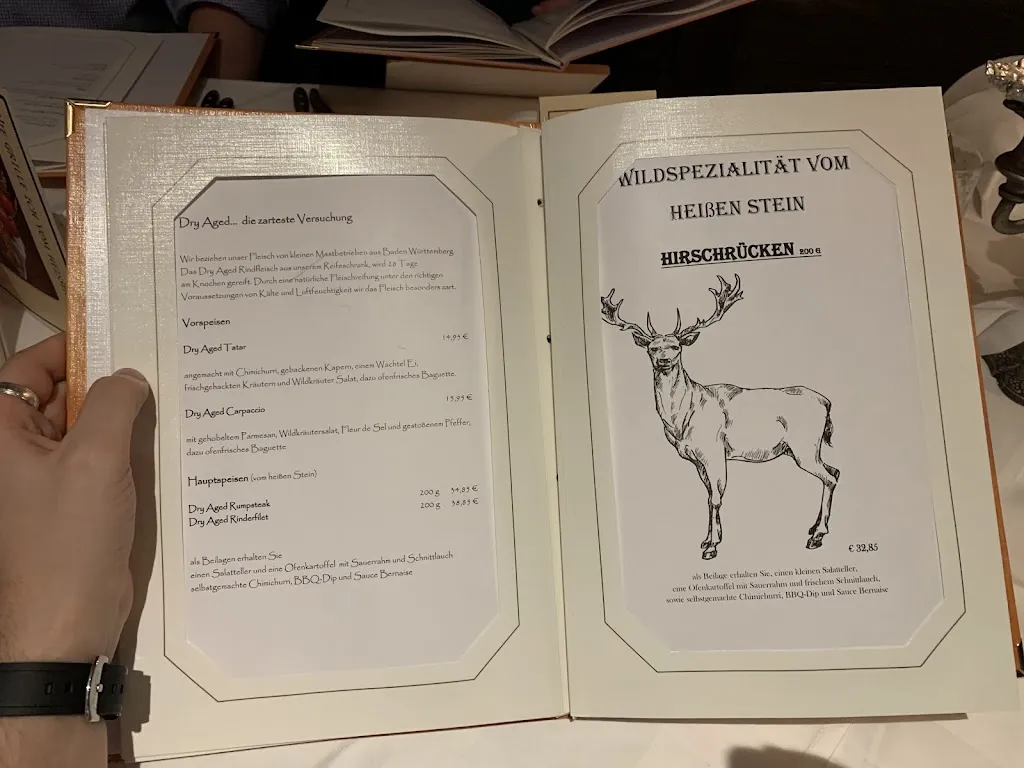 Dry Aged... die zarteste Versuchung
Wir beziehen unser Fleisch von kleinen Mastbetrieben aus Baden Württemberg.
Das Dry Aged Rindfleisch aus unserem Reifeschrank, wird 28 Tage
am Knochen gereift. Durch eine natürliche Fleischreifung unter den richtigen
Voraussetzungen von Kälte und Luftfeuchtigkeit wir das Fleisch besonders zart.
Vorspeisen
Dry Aged Tatar 14,95 €
angemacht mit Chimichurri, gebackenen Kapern, einem Wachtel Ei,
frischgehackten Kräutern und Wildkräuter Salat, dazu ofenfrisches Baguette.
Dry Aged Carpaccio 15,95 €
mit gehobeltem Parmesan, Wildkräutersalat, Fleur de Sel und gestoßenem Pfeffer,
dazu ofenfrisches Baguette
Hauptspeisen (vom heißen Stein)
Dry Aged Rumpsteak 200 g 34,85 €
Dry Aged Rinderfilet 200 g 38,85 €
als Beilagen erhalten Sie
einen Salatteller und eine Ofenkartoffel mit Sauerrahm und Schnittlauch
selbstgemachte Chimichurri, BBQ-Dip und Sauce Bernaise
WILDSPEZIALITÄT VOM
HEIßEN STEIN
HIRSCHRÜCKEN 200 G
€ 32,85
als Beilage erhalten Sie, einen kleinen Salatteller,
eine Ofenkartoffel mit Sauerrahm und frischem Schnittlauch,
sowie selbstgemachte Chimichurri, BBQ-Dip und Sauce Bernaise